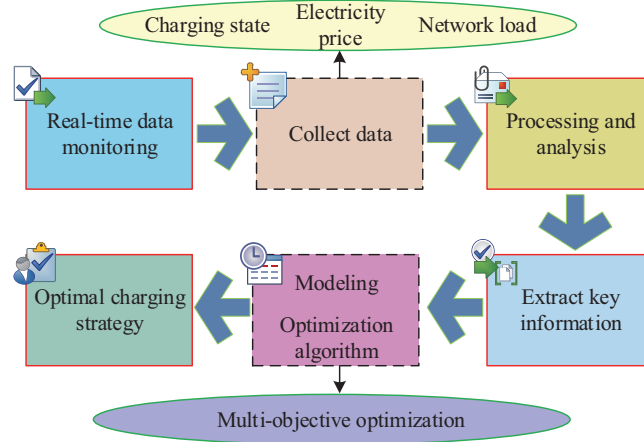 Charging state
Electricity
price
Network load
Real-time data
monitoring
Collect data
Processing and
analysis
Optimal charging
strategy
Modeling
Optimization
algorithm
Extract key
information
Multi-objective optimization